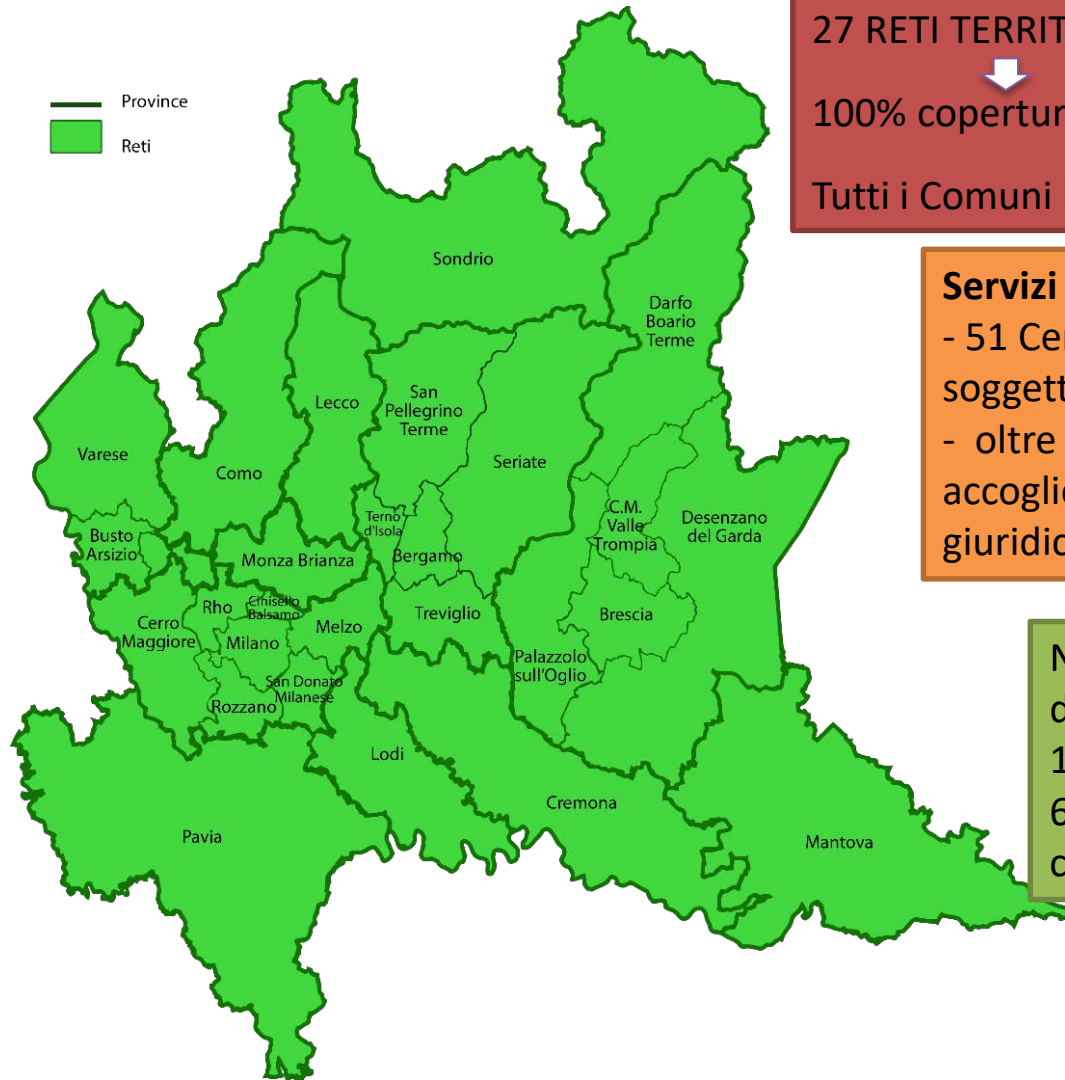 Province
Reti
27 RETI TERRIT
100% copertur
Tutti i Comuni
Servizi
- 51 Cer
soggett
- oltre
accoglie
giuridic
N
d
1
6
c
Sondrio
Darfo
Boario
Terme
Lecco
San
Pellegrino
Terme
Varese
Como
Seriate
Busto
Arsizio
Terno
d'Isola
C.M.
Valle
Trompia
Desenzano
del Garda
Monza Brianza
Bergamo
Cerro
Maggiore
Rho
Cinisello
Balsamo
Milano
Melzo
Treviglio
Brescia
San Donato
Milanese
Rozzano
Palazzolo
sull'Oglio
Lodi
Cremona
Pavia
Mantova